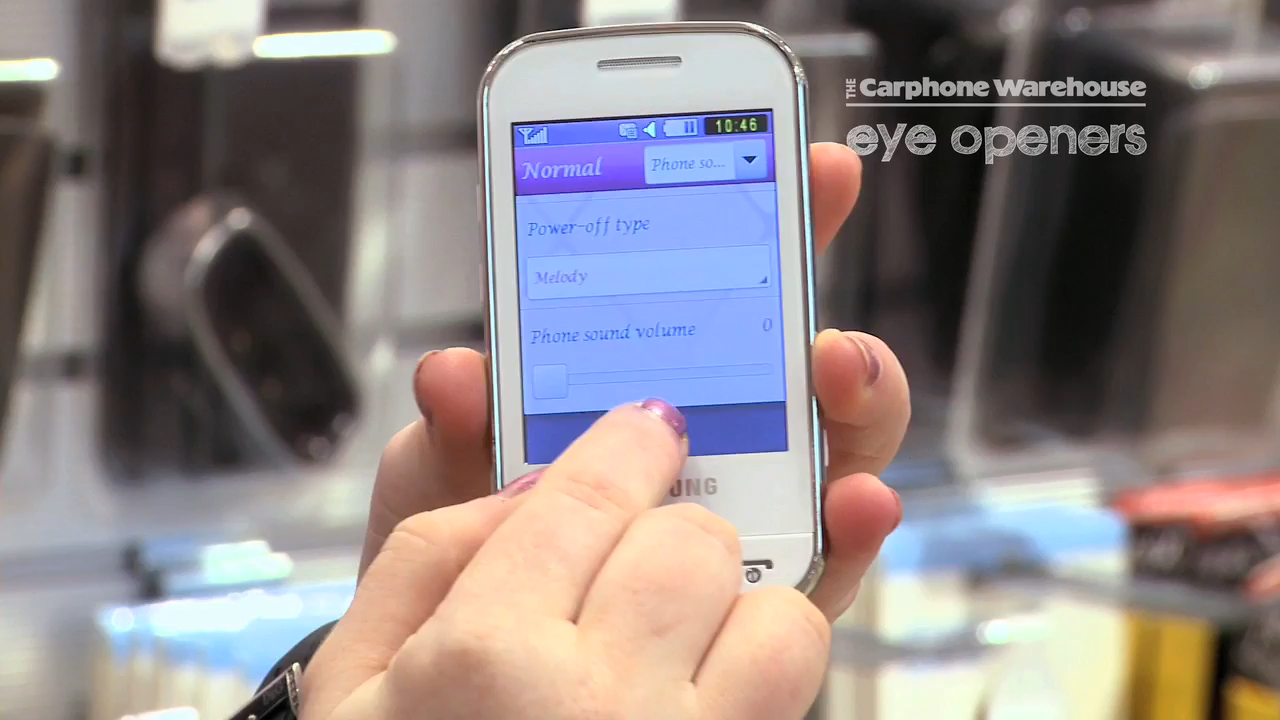 THE Carphone Warehouse
eye openers
10:46
Normal
Phone so...
Power-off type
Melody
Phone sound volume 0
UNG